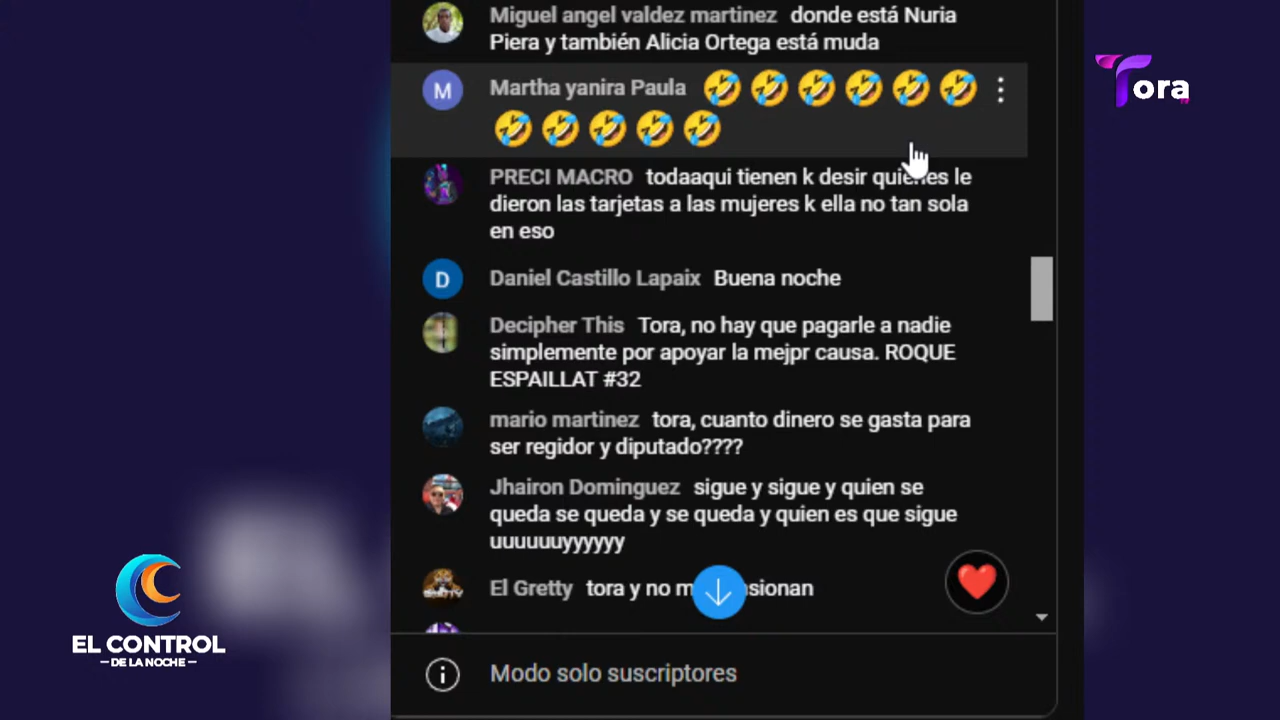 Miguel angel valdez martinez donde está Nuria
Piera y también Alicia Ortega está muda
Martha yanira Paula 🤣🤣🤣🤣🤣🤣
🤣🤣🤣🤣🤣
PRECI MACRO todaaqui tienen k desir quienes le
dieron las tarjetas a las mujeres k ella no tan sola
en eso
Daniel Castillo Lapaix Buena noche
Decipher This Tora, no hay que pagarle a nadie
simplemente por apoyar la mejpr causa. ROQUE
ESPAILLAT #32
mario martinez tora, cuanto dinero se gasta para
ser regidor y diputado????
Jhairon Dominguez sigue y sigue y quien se
queda se queda y se queda y quien es que sigue
uuuuuuyyyyyy
El Gretty tora y no
Modo solo suscriptores
Tora
EL CONTROL
DE LA NOCHE
M
D